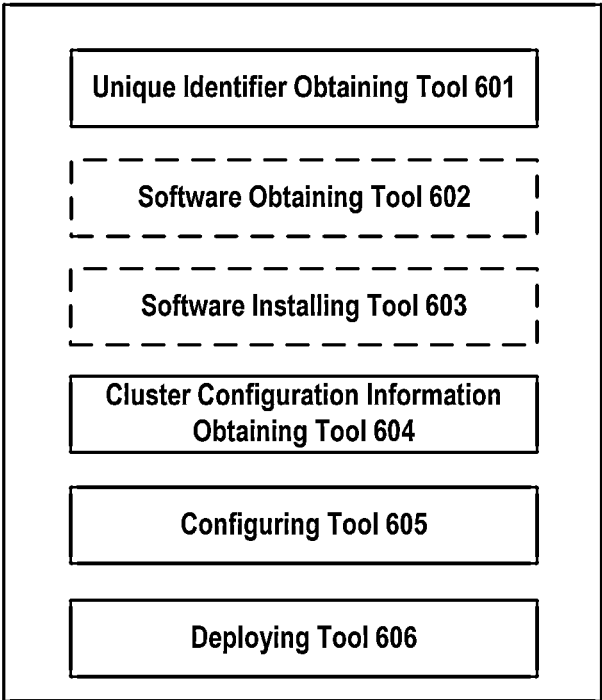 Unique Identifier Obtaining Tool 601
Software Obtaining Tool 602
Software Installing Tool 603
Cluster Configuration Information
Obtaining Tool 604
Configuring Tool 605
Deploying Tool 606